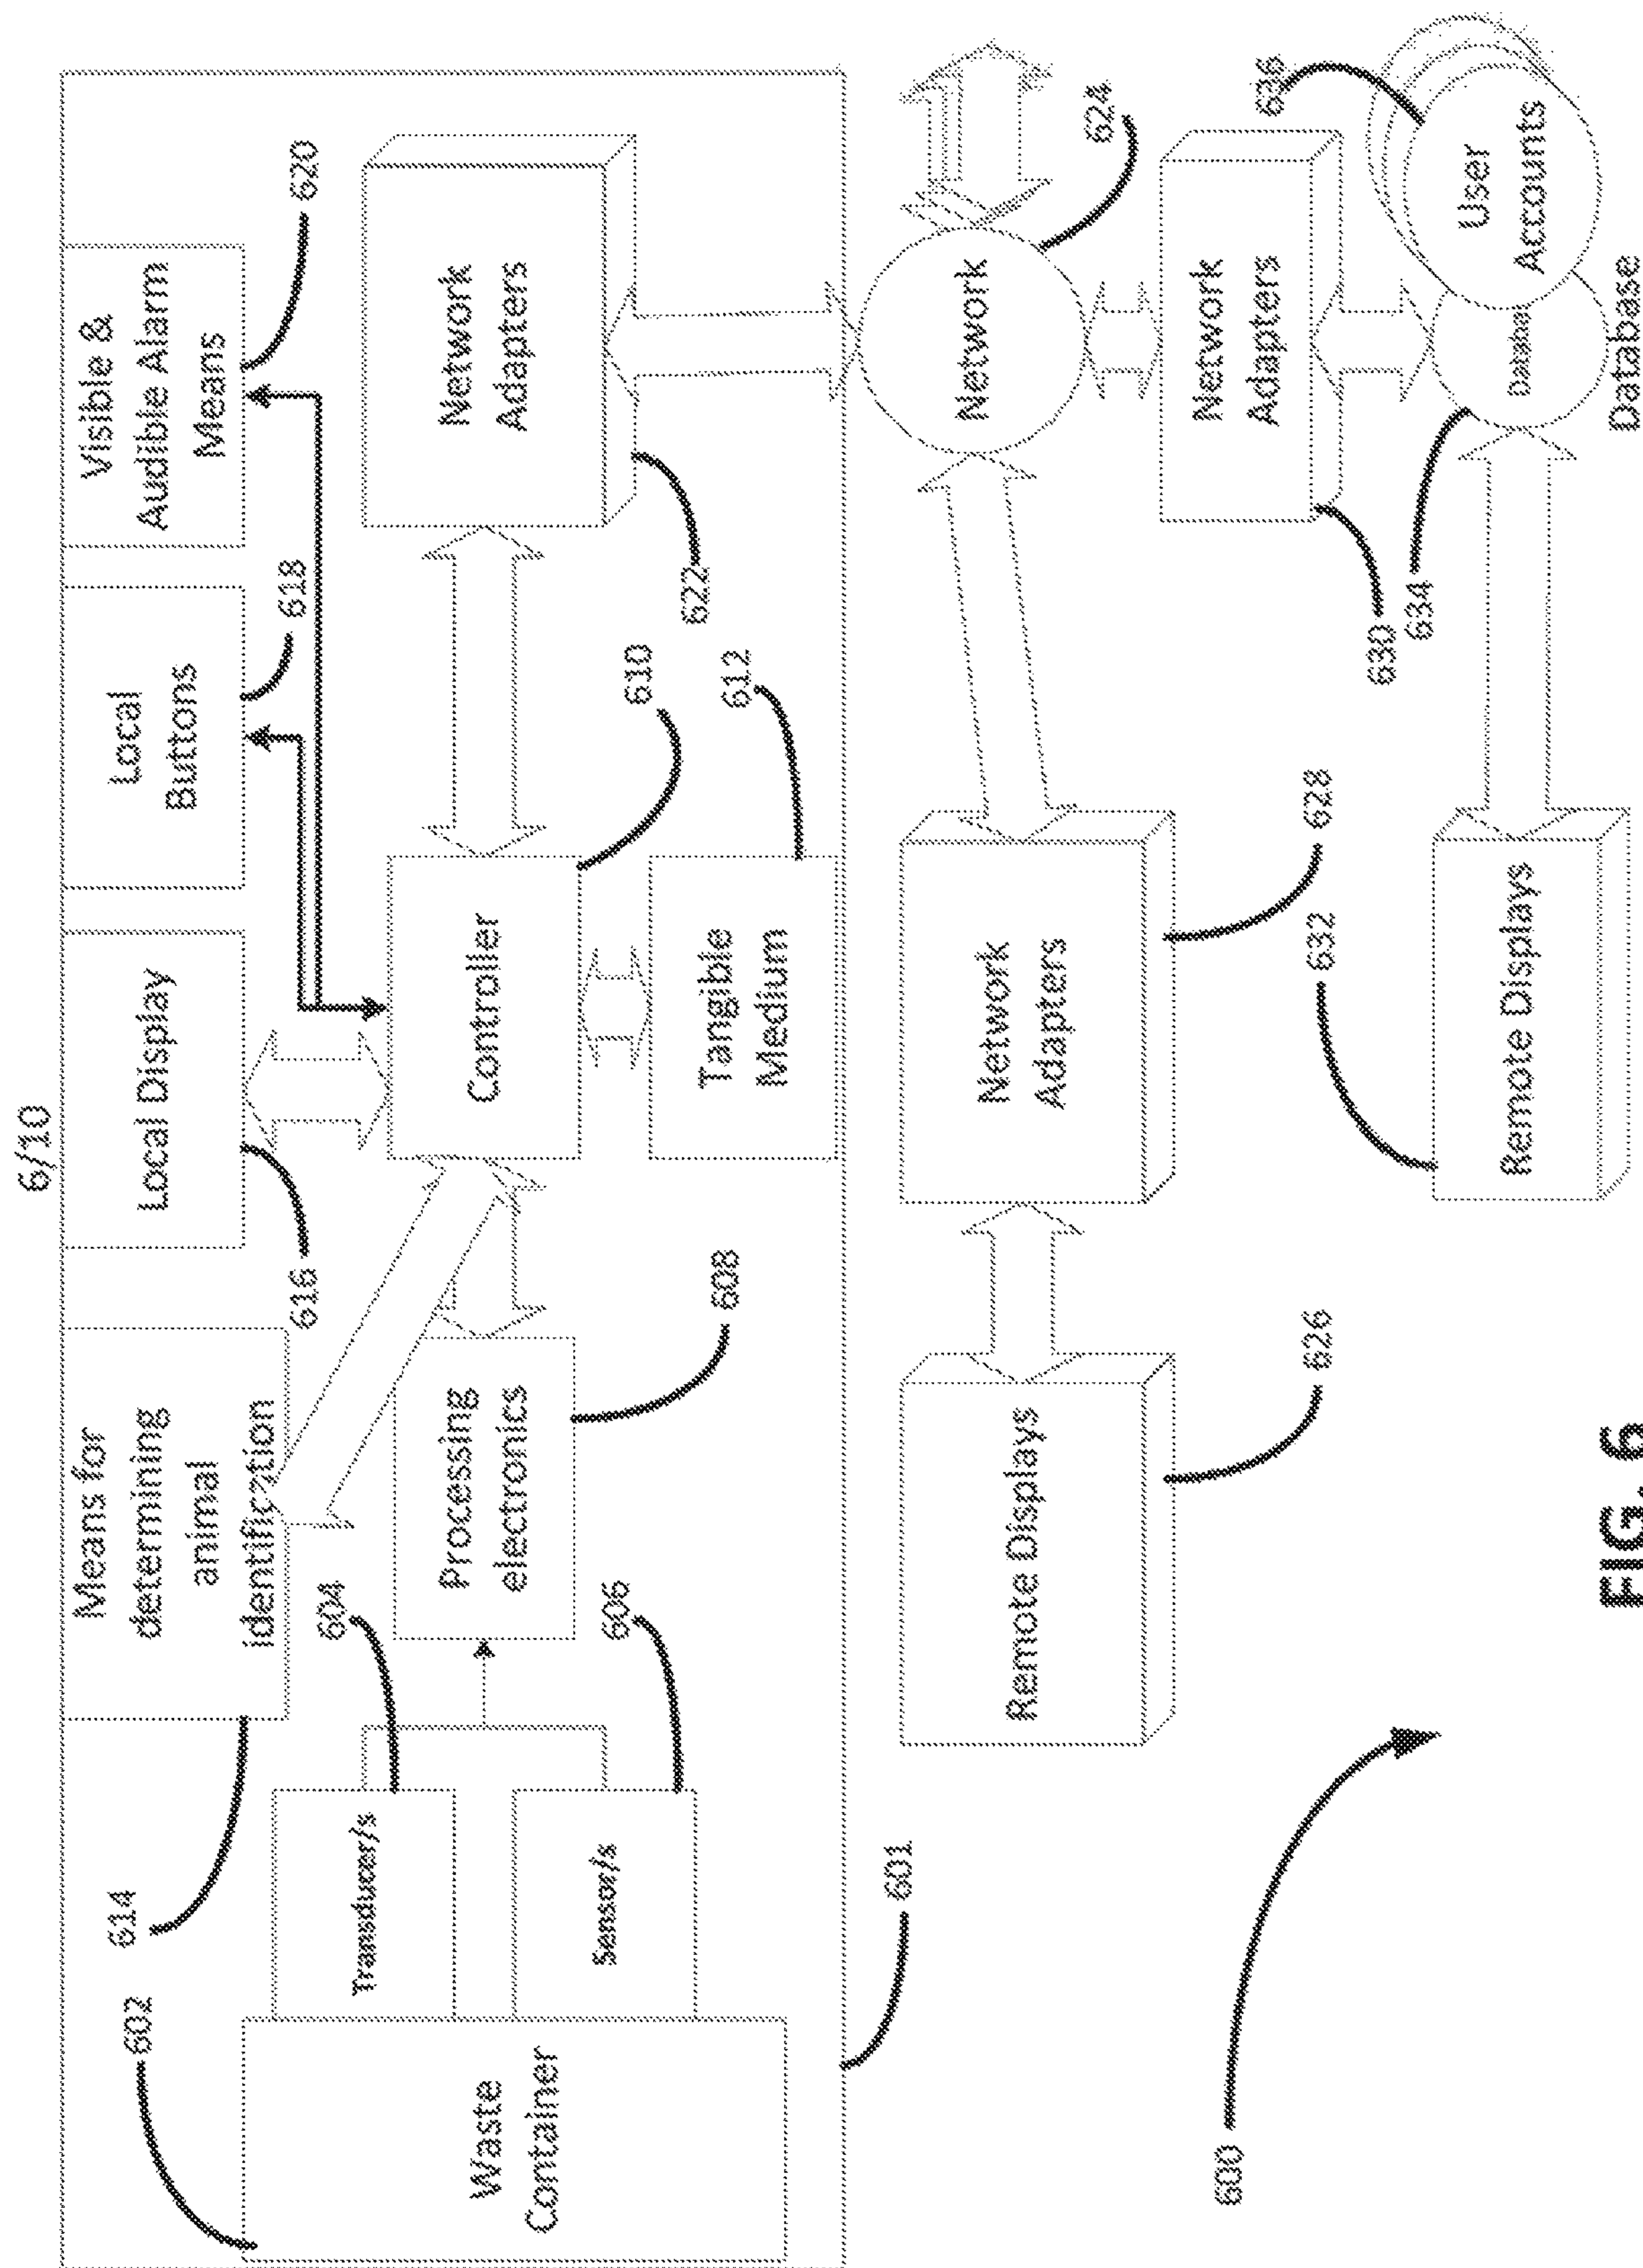 6/10
602
614
Means for
determining
animal
identification
Local Display
616
Local
Buttons
618
Visible &
Audible Alarm
Means
620
Waste
Container
Transducer/s
604
Sensor/s
606
Processing
electronics
608
Controller
610
Tangible
Medium
612
Network
Adapters
622
601
Remote Displays
626
Network
Adapters
628
Network
624
Network
Adapters
630
632
Remote Displays
634
Databas
Database
User
Accounts
636
600
FIG. 6